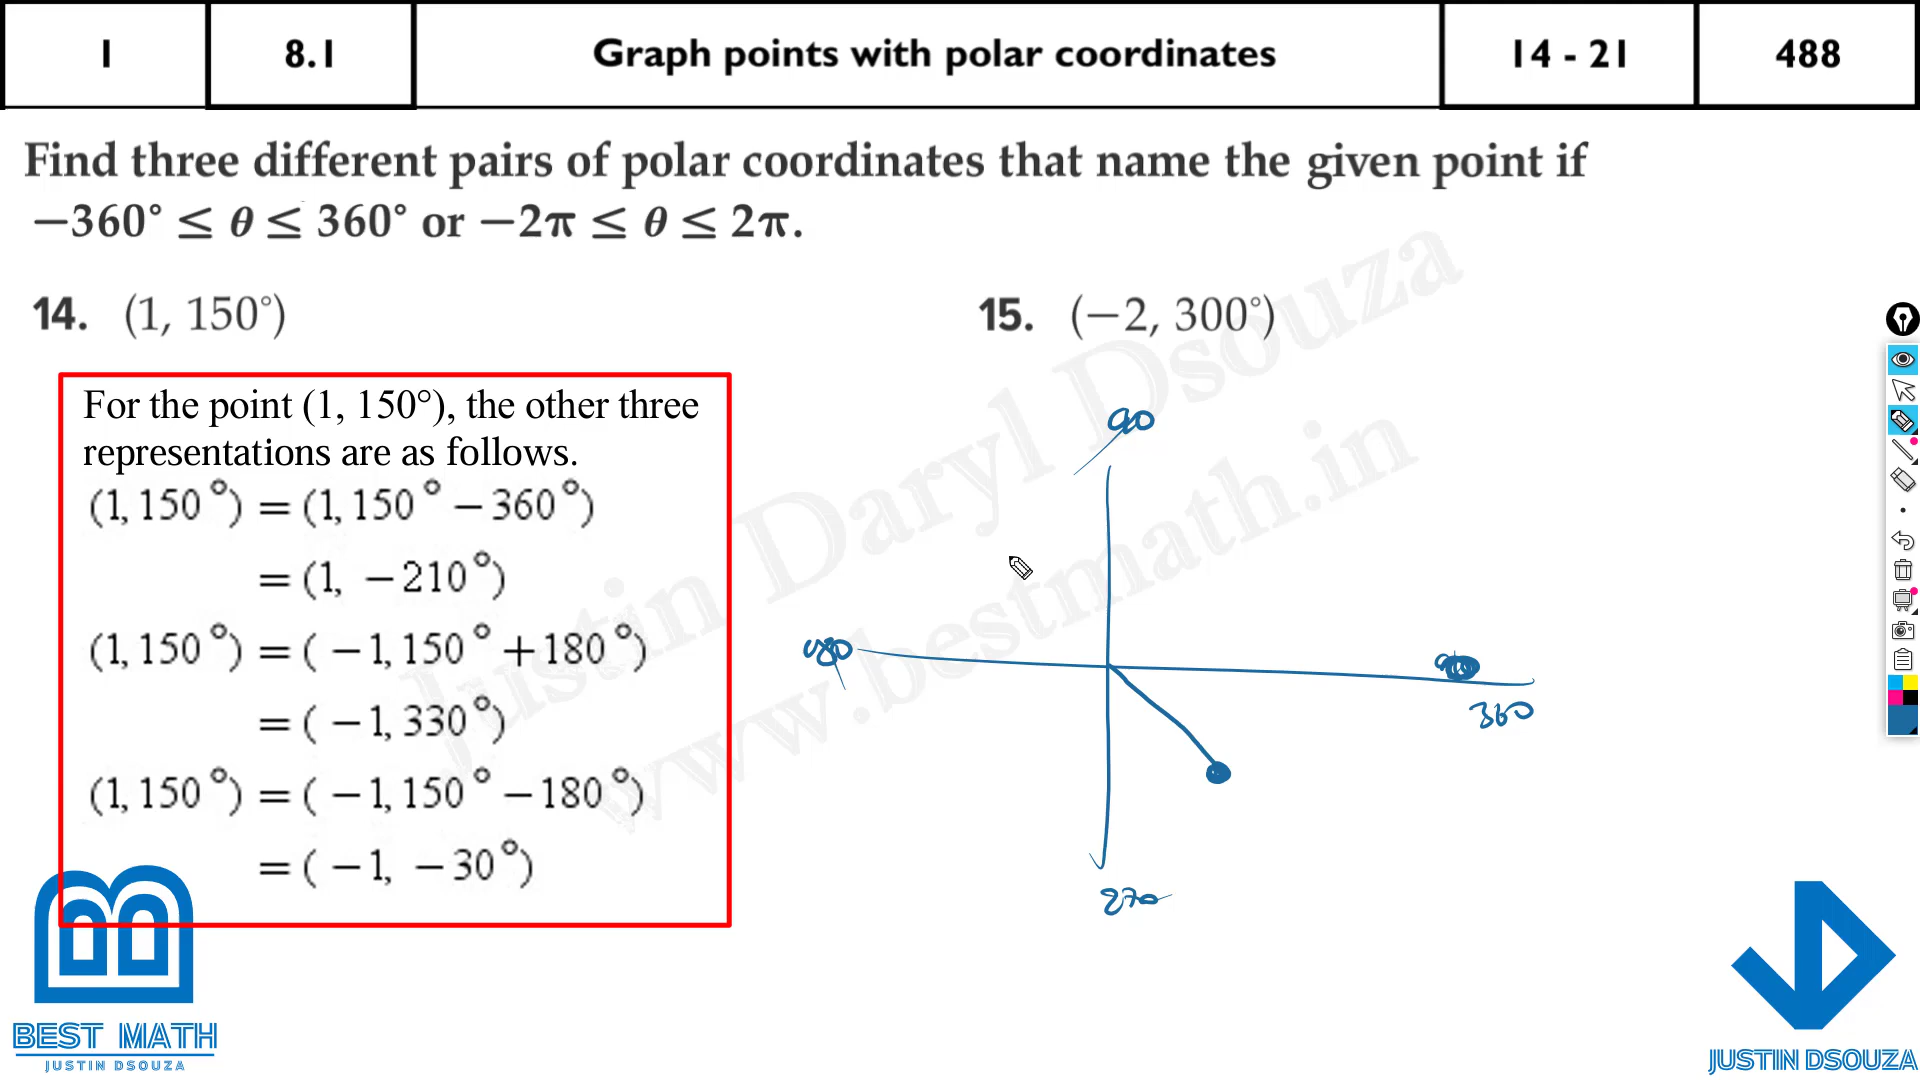 1 8.1 Graph points with polar coordinates 14 - 21 488
Find three different pairs of polar coordinates that name the given point if
−360° ≤ θ ≤ 360° or −2π ≤ θ ≤ 2π.
14. (1, 150°)
15. (−2, 300°)
For the point (1, 150°), the other three
representations are as follows.
(1, 150°) = (1, 150° − 360°)
= (1, −210°)
(1, 150°) = (−1, 150° + 180°)
= (−1, 330°)
(1, 150°) = (−1, 150° − 180°)
= (−1, −30°)
90
180
360
270
Justin Daryl Dsouza
www.bestmath.in
BEST MATH
JUSTIN DSOUZA
JUSTIN DSOUZA